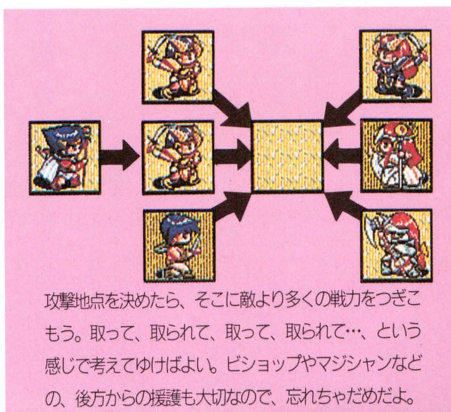 攻撃地点を決めたら、そこに敵より多くの戦力をつぎこ
もう。取って、取られて、取って、取られて…、という
感じで考えてゆけばよい。ビショップやマジシャンなど
の、後方からの援護も大切なので、忘れちゃだめだよ。